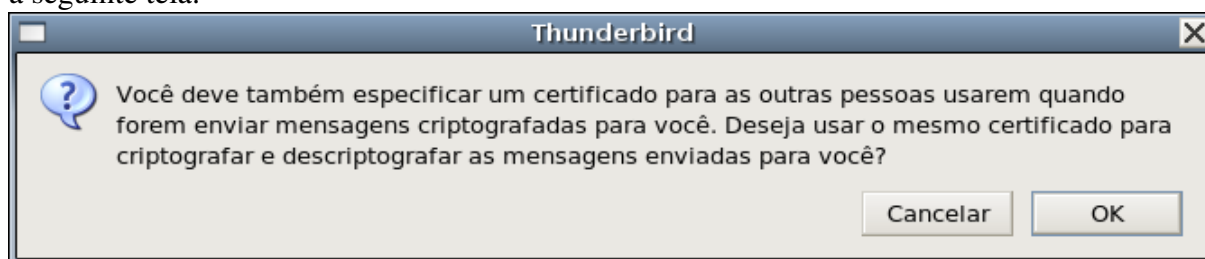 a seguinte tela:
Thunderbird
Você deve também especificar um certificado para as outras pessoas usarem quando
forem enviar mensagens criptografadas para você. Deseja usar o mesmo certificado para
criptografar e descriptografar as mensagens enviadas para você?
Cancelar OK